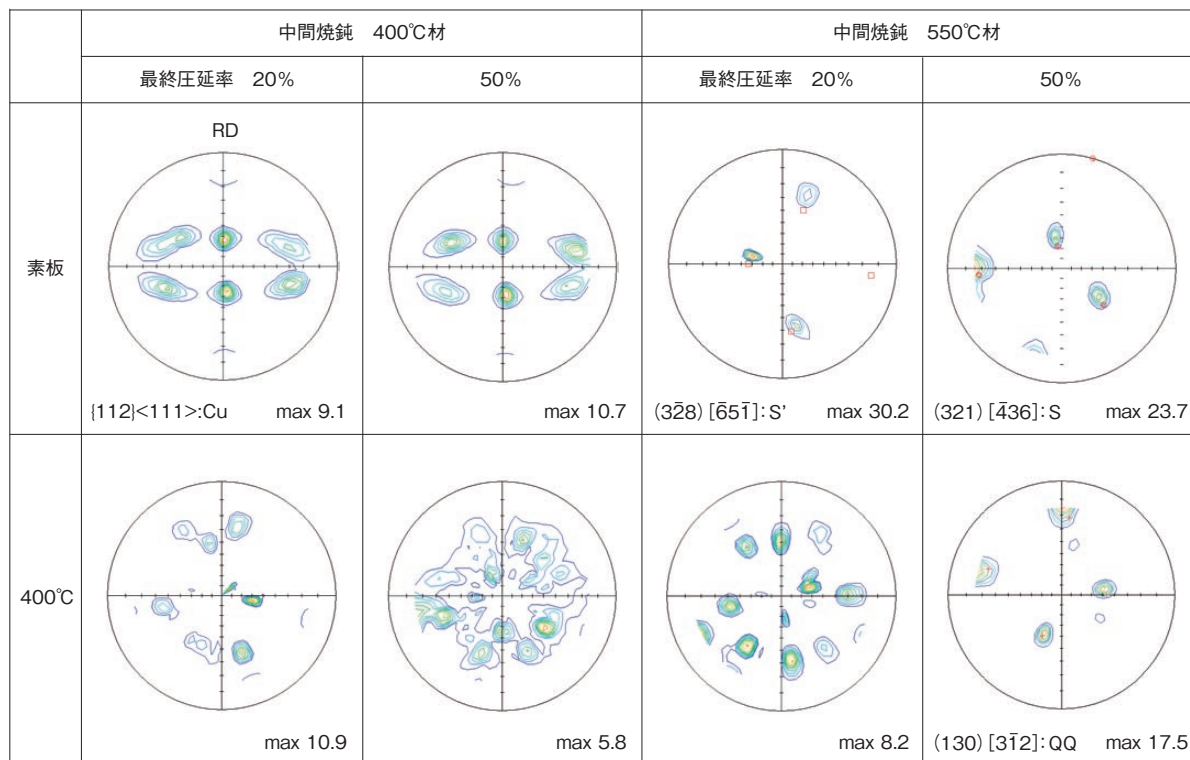 中間焼鈍　400℃材
中間焼鈍　550℃材
最終圧延率　20%
50%
最終圧延率　20%
50%
素板
RD
{112}<111>:Cu
max 9.1
max 10.7
(32̄8)[6̄51̄]:S'
max 30.2
(321)[4̄36]:S
max 23.7
400℃
max 10.9
max 5.8
max 8.2
(130)[31̄2]:QQ
max 17.5